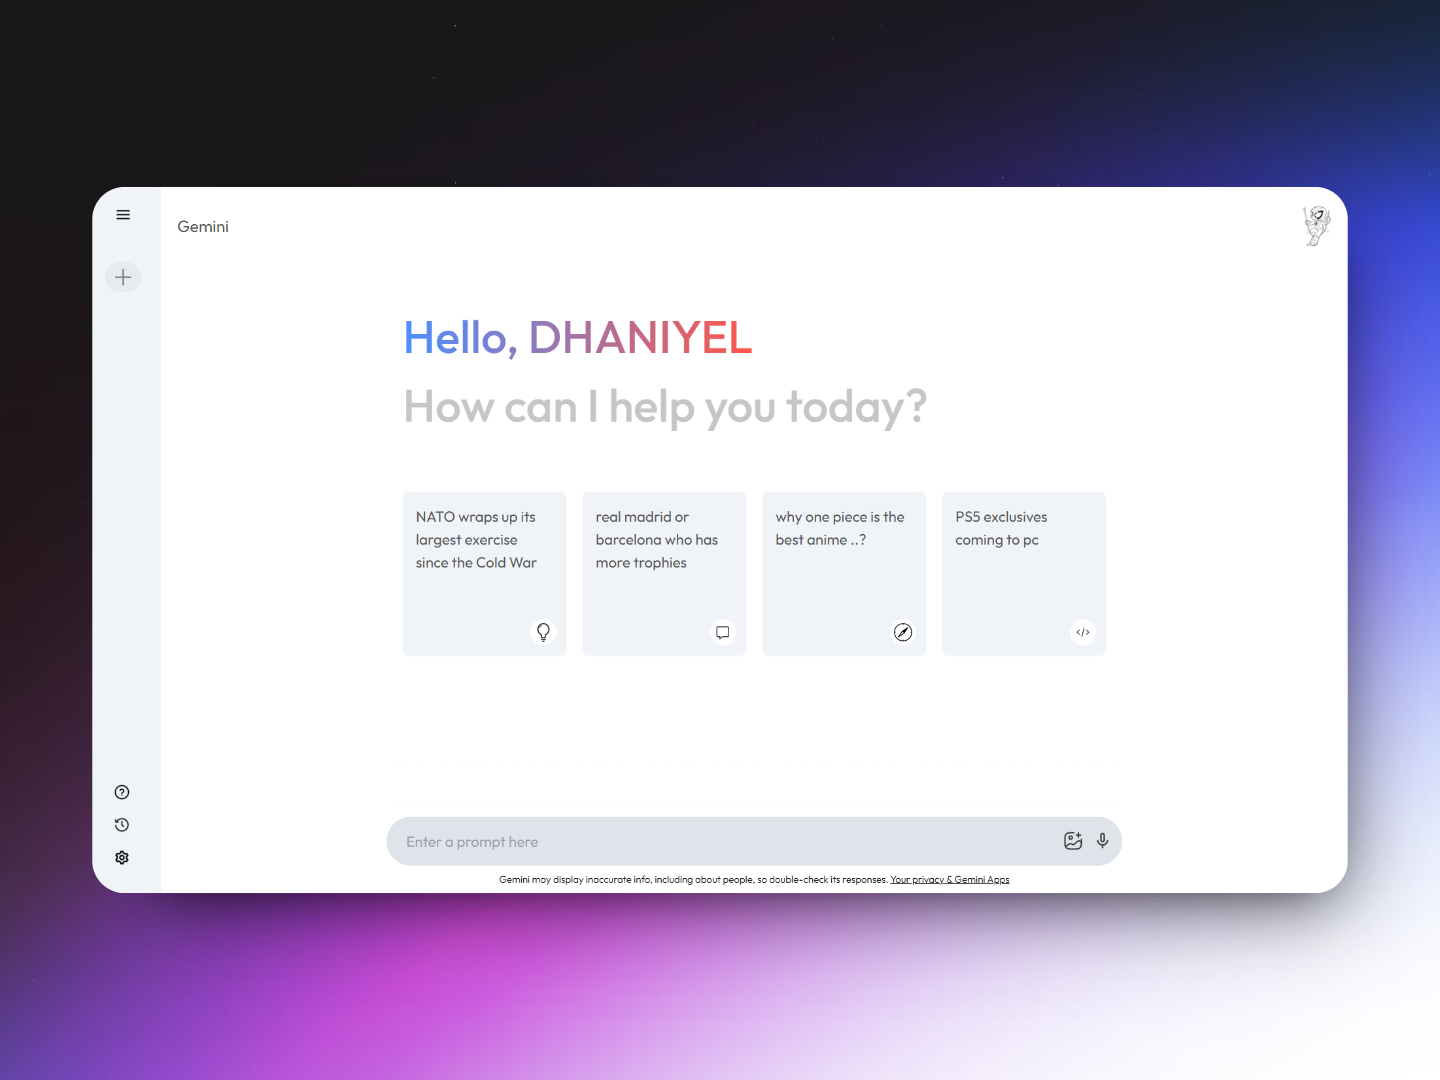 Gemini
Hello, DHANIYEL
How can I help you today?
NATO wraps up its
largest exercise
since the Cold War
real madrid or
barcelona who has
more trophies
why one piece is the
best anime ..?
PS5 exclusives
coming to pc
Enter a prompt here
Gemini may display inaccurate info, including about people, so double-check its responses. Your privacy & Gemini Apps